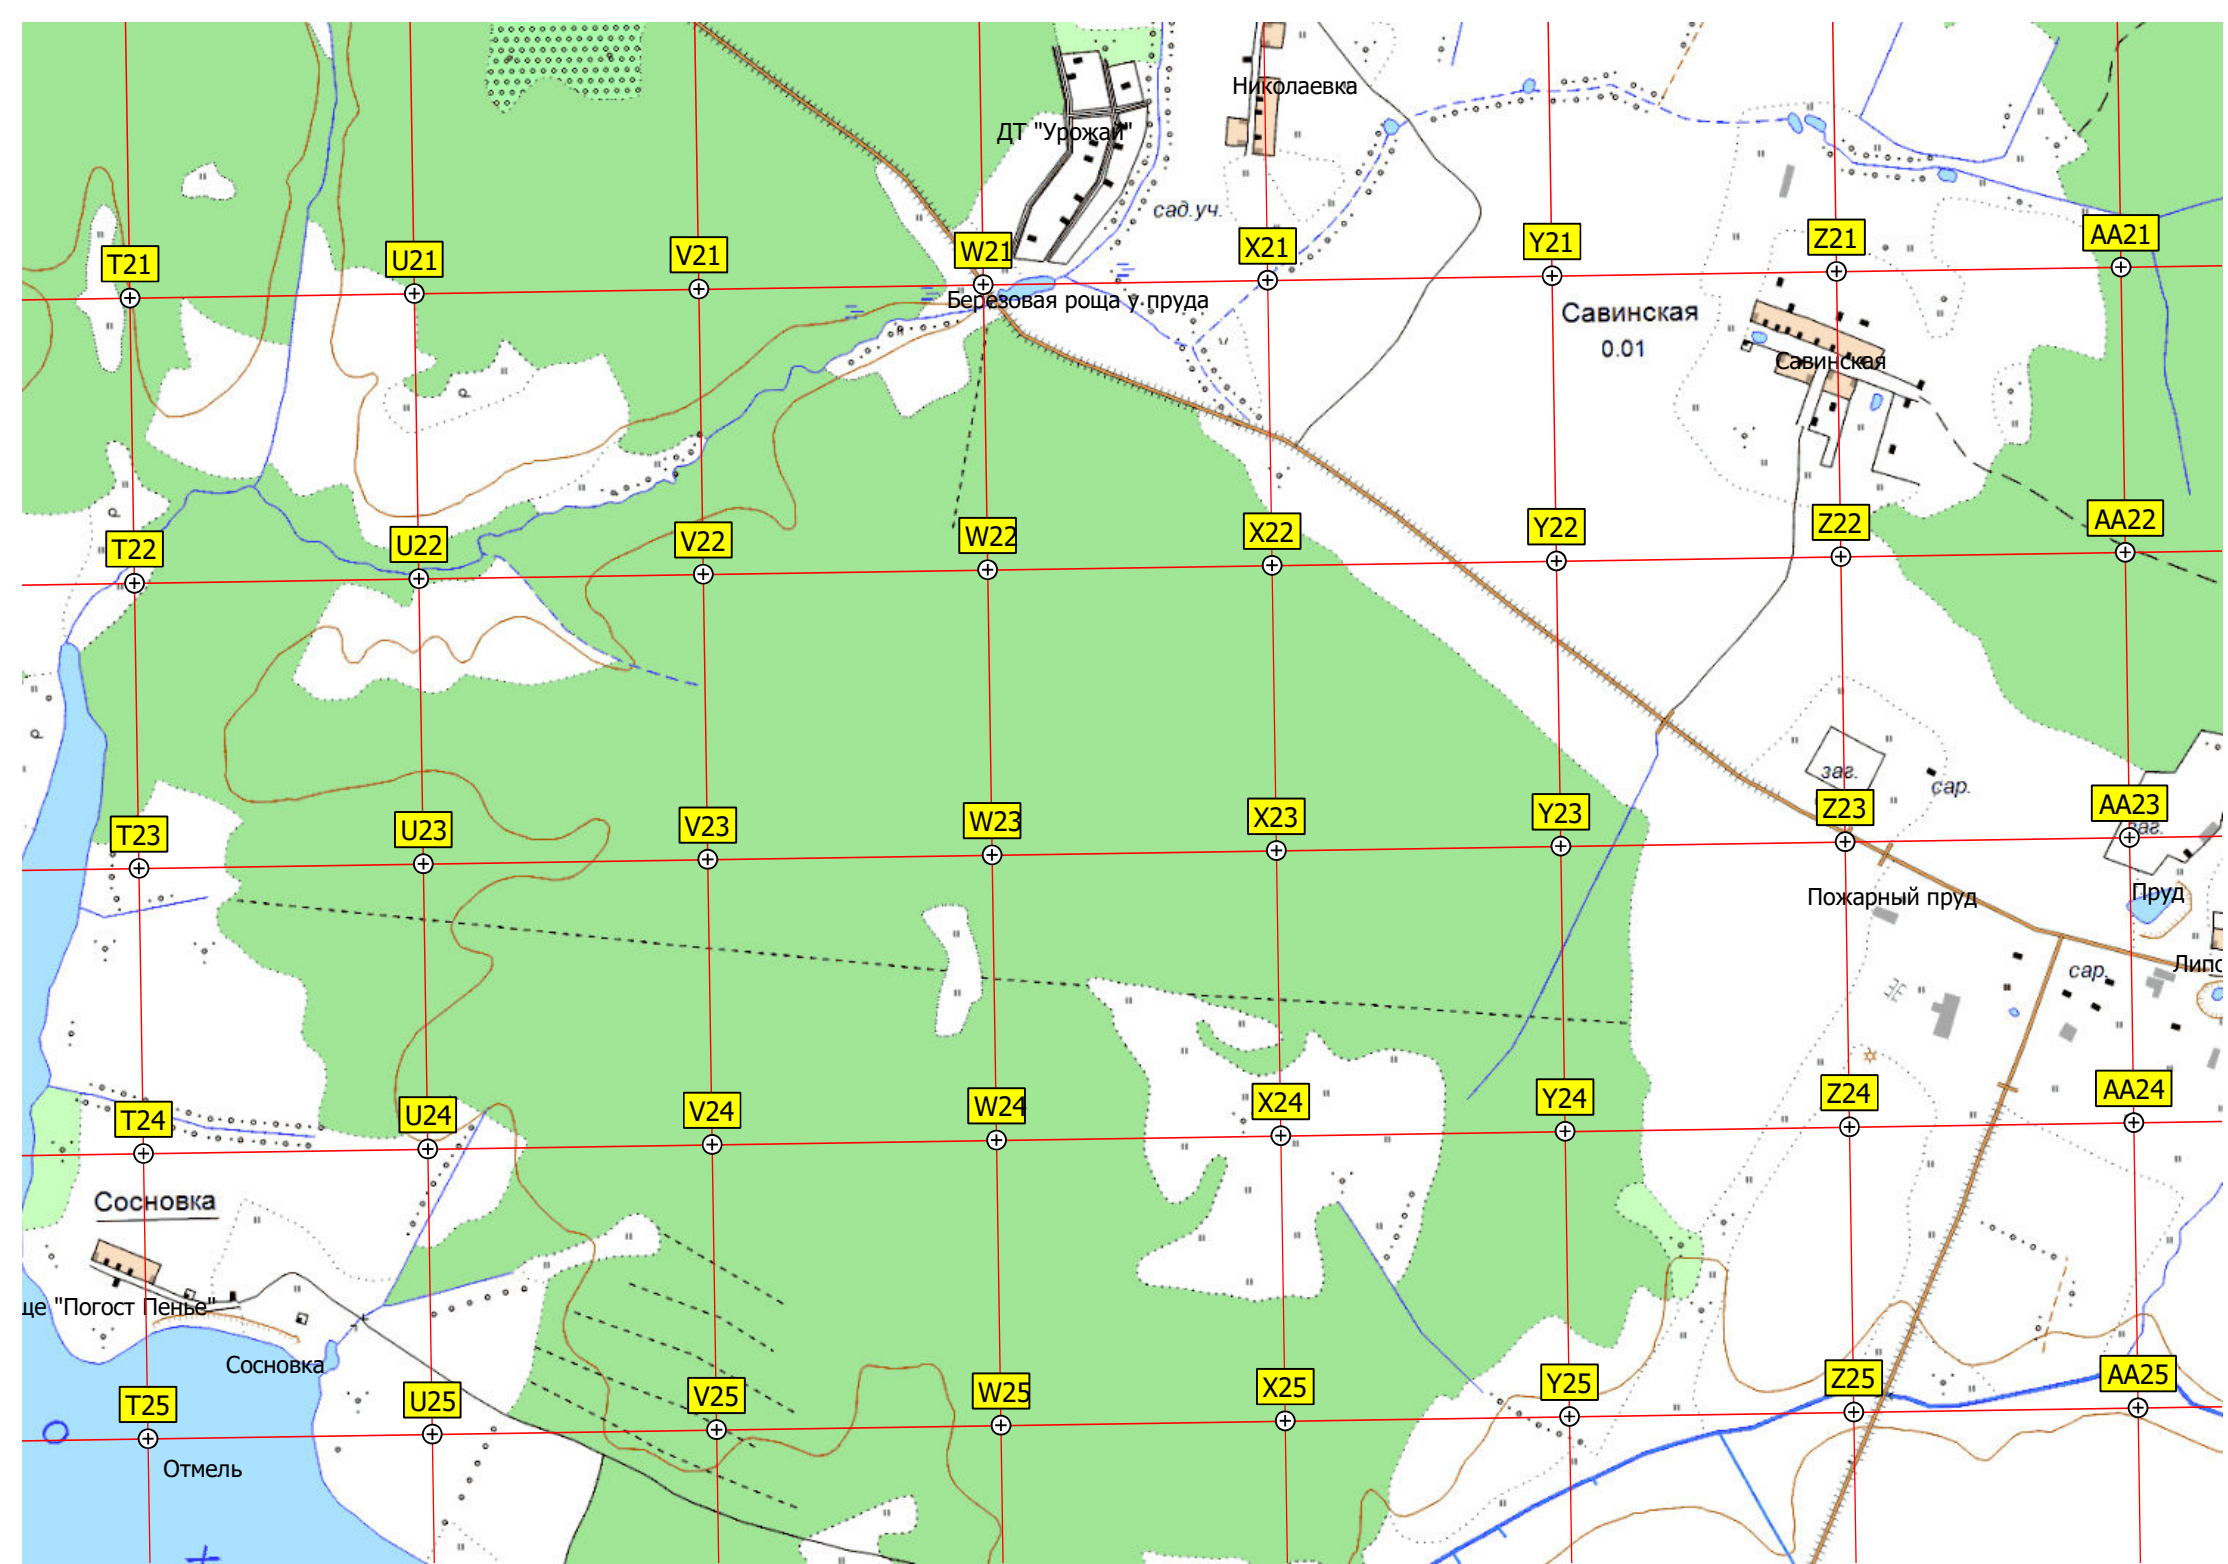 Николаевка
ДТ "Урожай"
сад.уч.
T21
U21
V21
W21
X21
Y21
Z21
AA21
Березовая роща у пруда
Савинская
0.01
Савинская
T22
U22
V22
W22
X22
Y22
Z22
AA22
заг.
сар.
T23
U23
V23
W23
X23
Y23
Z23
AA23
заг.
Пожарный пруд
Пруд
сар.
Липо
T24
U24
V24
W24
X24
Y24
Z24
AA24
Сосновка
ще "Погост Пенье"
Сосновка
T25
U25
V25
W25
X25
Y25
Z25
AA25
Отмель